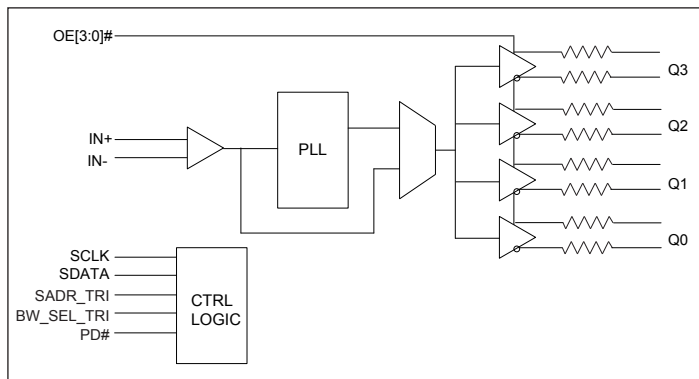 OE[3:0]#
Q3
Q2
IN+
IN-
PLL
Q1
Q0
SCLK
SDATA
SADR_TRI
BW_SEL_TRI
PD#
CTRL
LOGIC